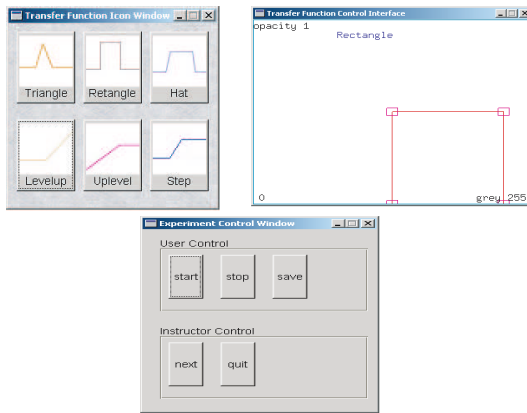 Transfer Function Icon Window
Triangle
Retangle
Hat
Levelup
Uplevel
Step
Transfer Function Control Interface
opacity 1
Rectangle
0
grey 255
Experiment Control Window
User Control
start
stop
save
Instructor Control
next
quit